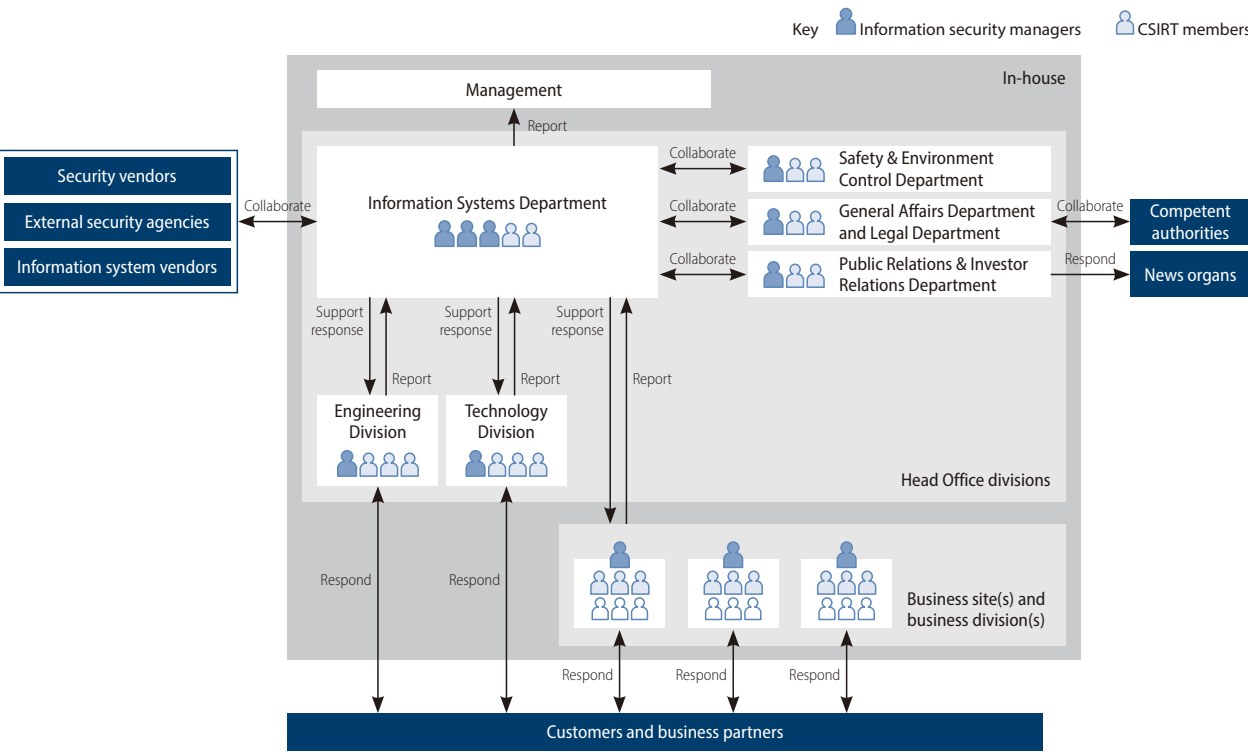 Key
Information security managers
CSIRT members
In-house
Management
Report
Security vendors
External security agencies
Information system vendors
Collaborate
Information Systems Department
Collaborate
Safety & Environment
Control Department
Collaborate
General Affairs Department
and Legal Department
Collaborate
Competent
authorities
Collaborate
Public Relations & Investor
Relations Department
Respond
News organs
Support
response
Support
response
Support
response
Report
Report
Report
Engineering
Division
Technology
Division
Head Office divisions
Respond
Respond
Business site(s) and
business division(s)
Respond
Respond
Respond
Customers and business partners